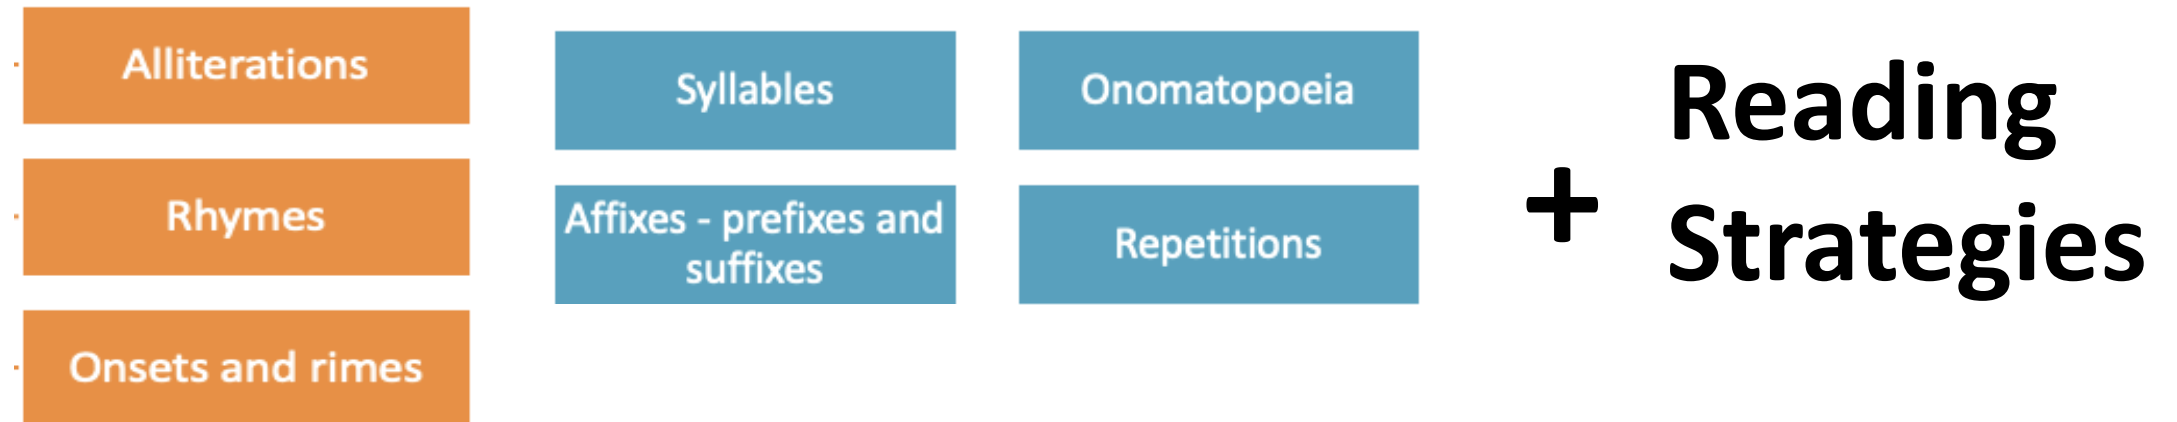 Alliterations
Rhymes
Onsets and rimes
Syllables
Affixes - prefixes and
suffixes
Onomatopoeia
Repetitions
+
Reading
Strategies